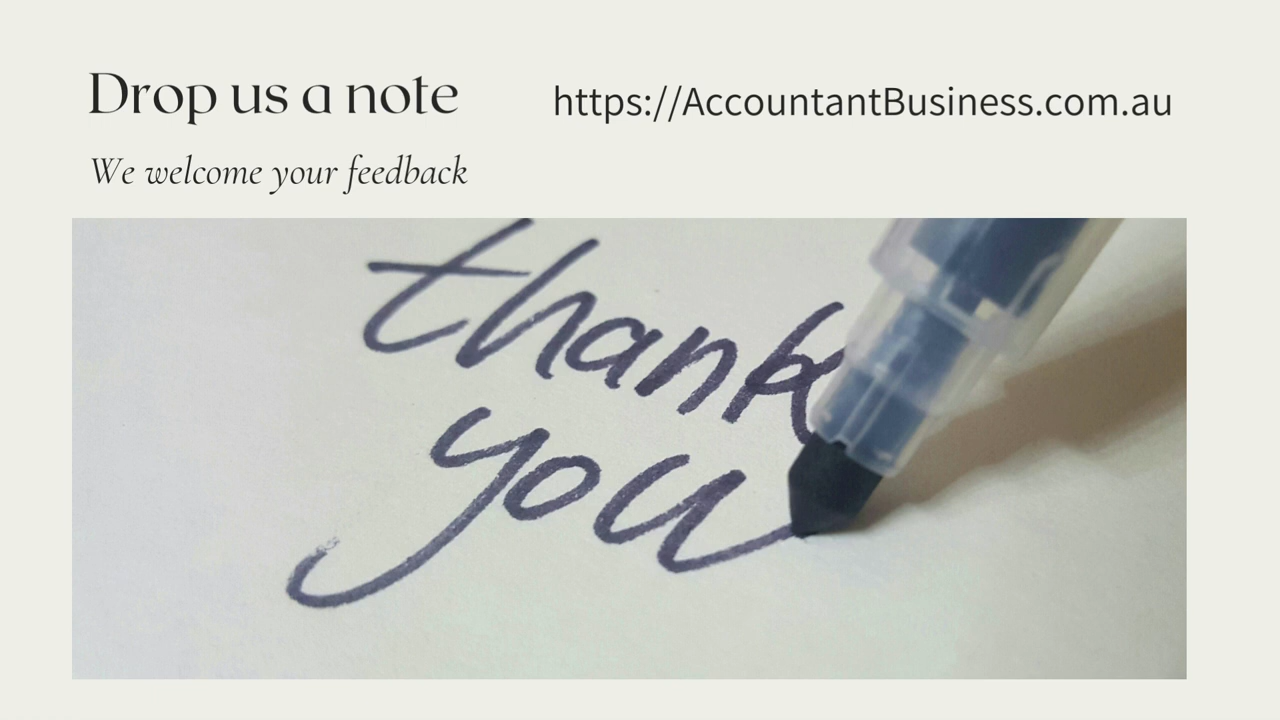 Drop us a note
https://AccountantBusiness.com.au
We welcome your feedback
thank
you